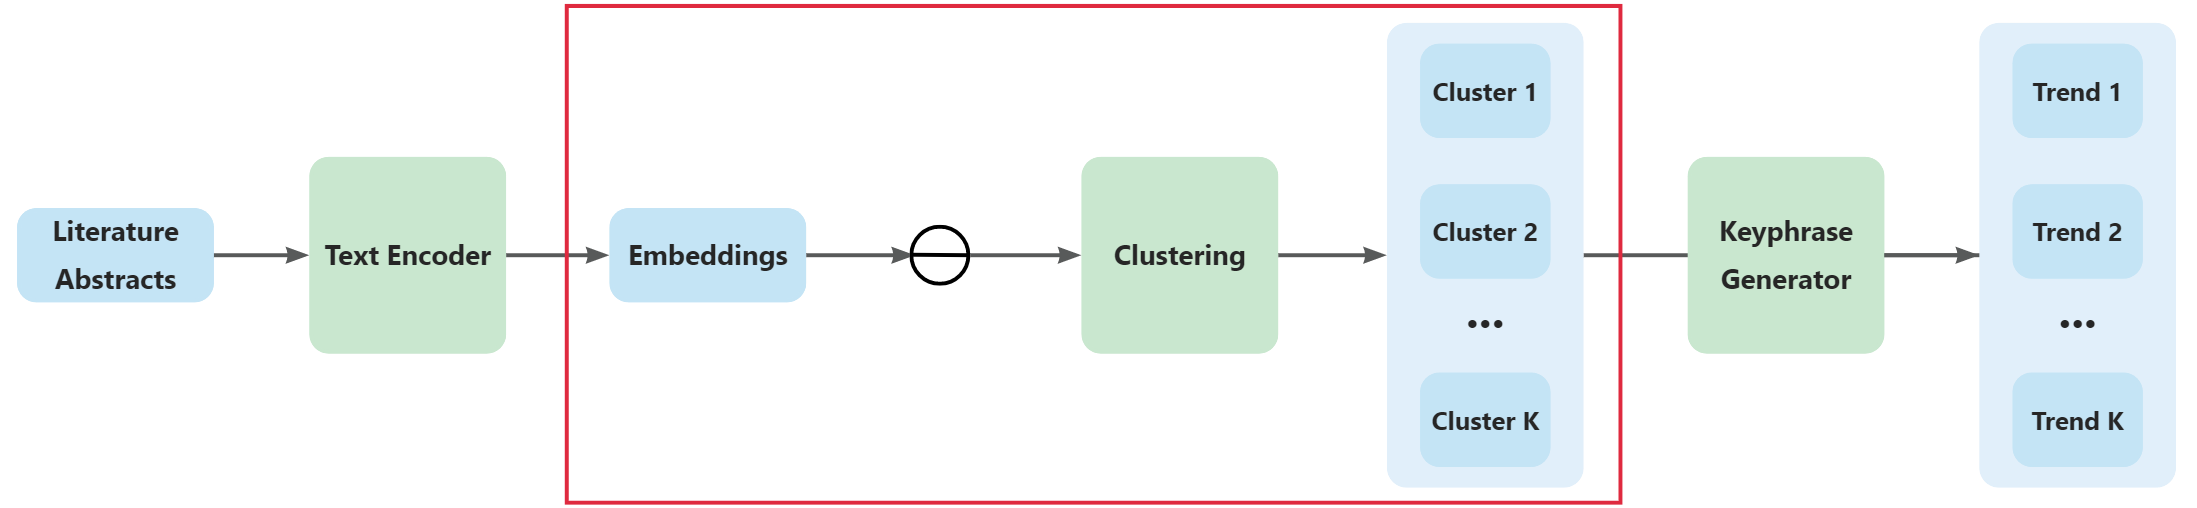 Literature
Abstracts
Text Encoder
Embeddings
Clustering
Cluster 1
Cluster 2
•••
Cluster K
Keyphrase
Generator
Trend 1
Trend 2
•••
Trend K